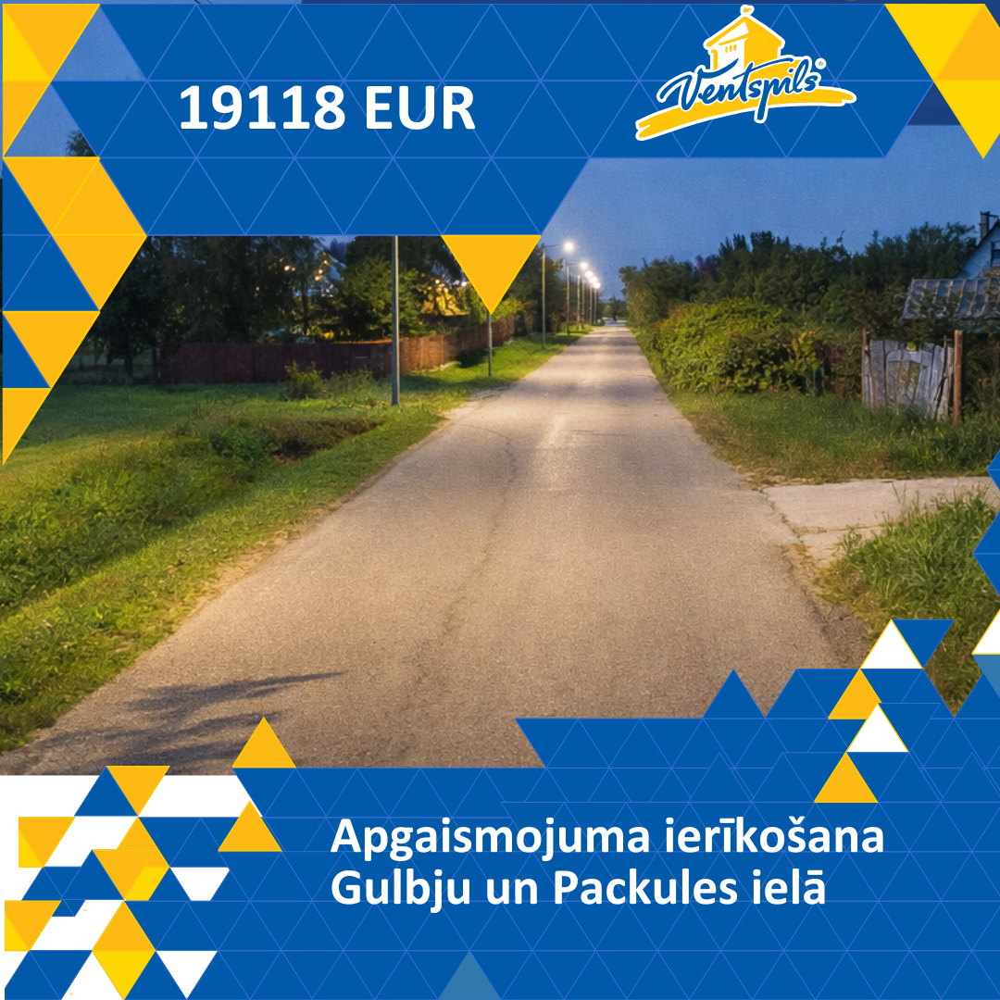 19118 EUR
Ventspils®
Apgaismojuma ierīkošana
Gulbju un Packules ielā